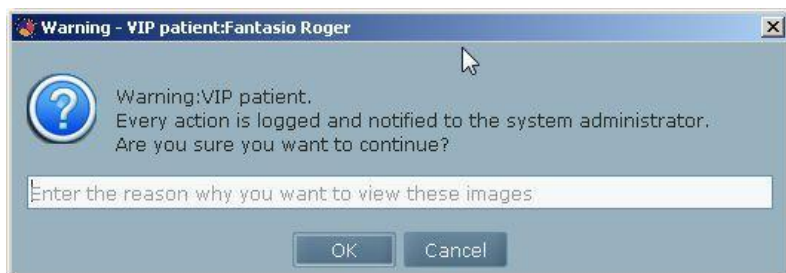 Warning - VIP patient:Fantasio Roger
Warning:VIP patient.
Every action is logged and notified to the system administrator.
Are you sure you want to continue?
Enter the reason why you want to view these images
OK
Cancel